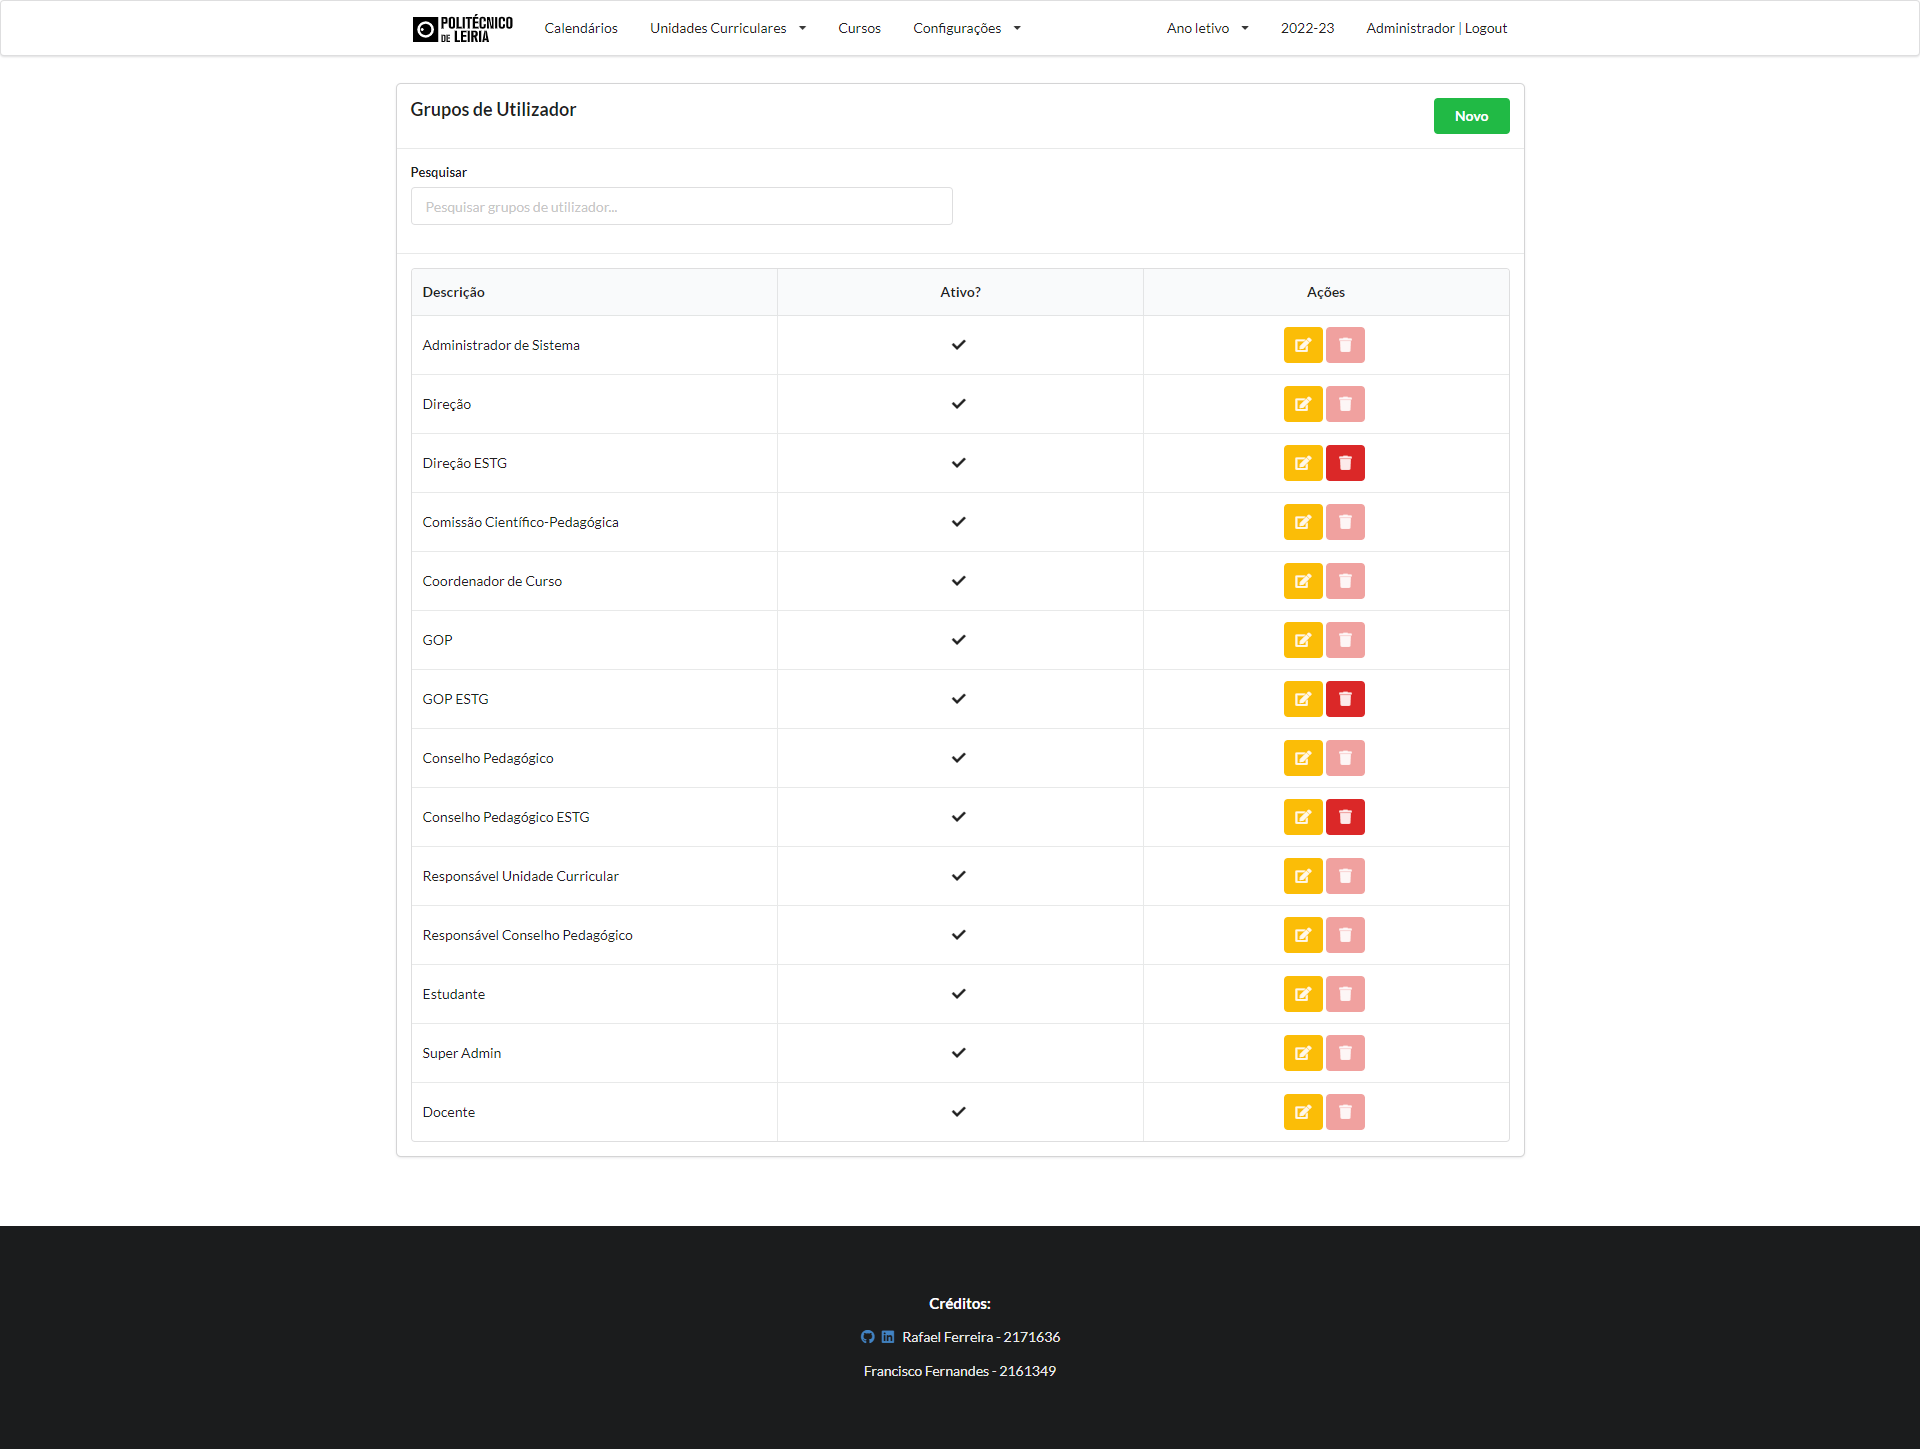 POLITÉCNICO
DE LEIRIA
Calendários
Unidades Curriculares
Cursos
Configurações
Ano letivo
2022-23
Administrador | Logout
Grupos de Utilizador
Novo
Pesquisar
Pesquisar grupos de utilizador...
Descrição
Ativo?
Ações
Administrador de Sistema
Direção
Direção ESTG
Comissão Científico-Pedagógica
Coordenador de Curso
GOP
GOP ESTG
Conselho Pedagógico
Conselho Pedagógico ESTG
Responsável Unidade Curricular
Responsável Conselho Pedagógico
Estudante
Super Admin
Docente
Créditos:
Rafael Ferreira - 2171636
Francisco Fernandes - 2161349